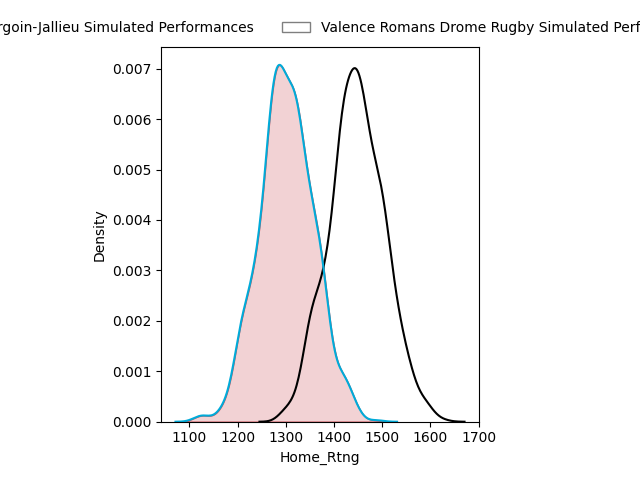 rgoin-Jallieu Simulated Performances
Valence Romans Drome Rugby Simulated Perf
0.007
0.006
0.005
0.004
0.003
0.002
0.001
0.000
Density
1100 1200 1300 1400 1500 1600 1700
Home_Rtng